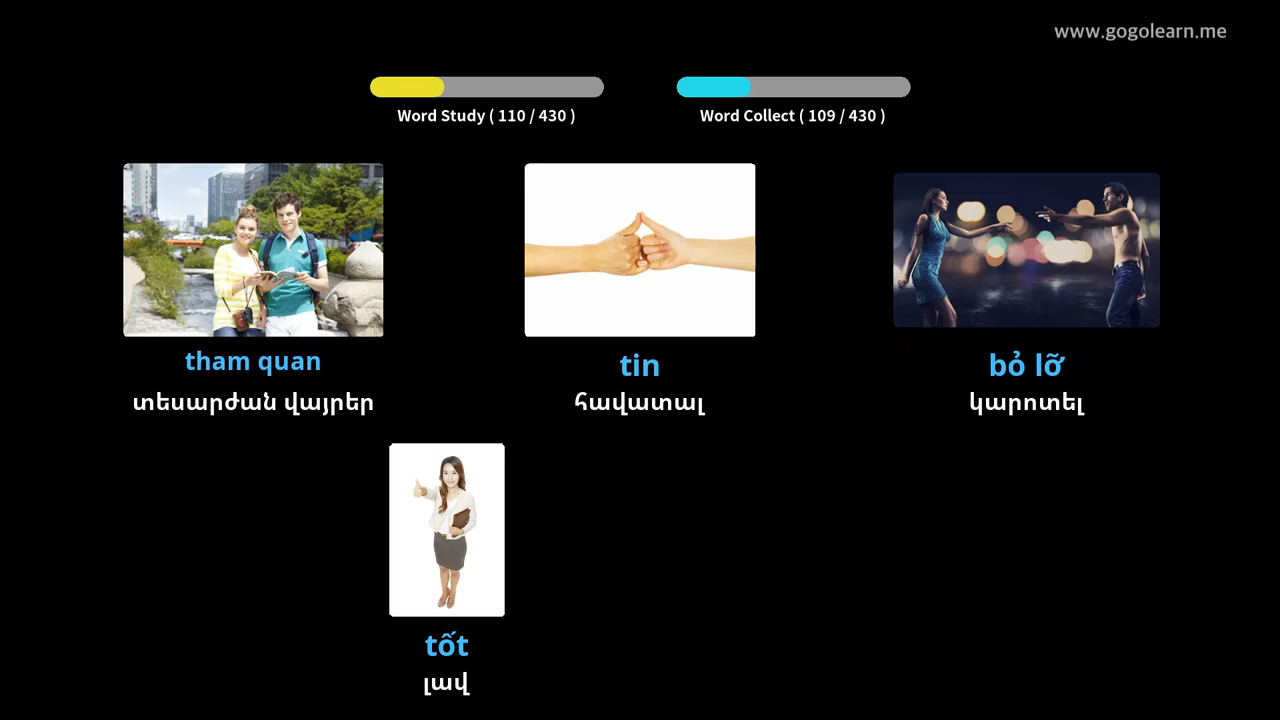 www.gogolearn.me
Word Study ( 110 / 430 )
Word Collect ( 109 / 430 )
tham quan
տեսարժան վայրեր
tin
հավատալ
bỏ lỡ
կարոտել
tốt
լավ